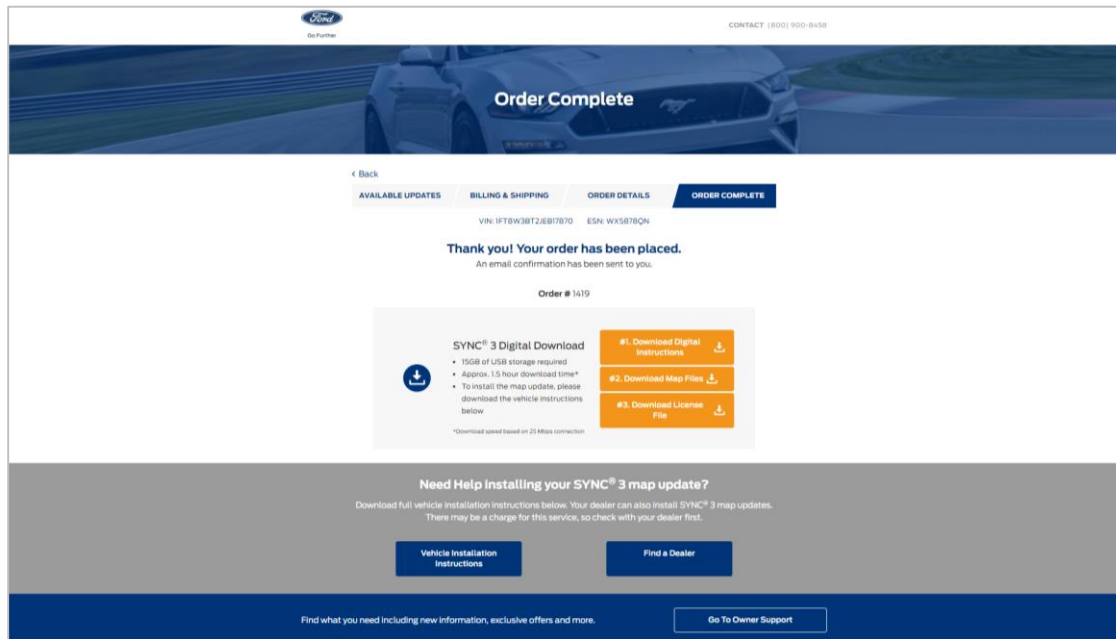 Ford
Go Further
CONTACT (800) 900-8458
Order Complete
‹ Back
AVAILABLE UPDATES
BILLING & SHIPPING
ORDER DETAILS
ORDER COMPLETE
VIN: 1FT8W3BT2JEB17870 ESN: WX5B78QN
Thank you! Your order has been placed.
An email confirmation has been sent to you.
Order # 1419
SYNC® 3 Digital Download
• 15GB of USB storage required
• Approx. 1.5 hour download time*
• To install the map update, please
download the vehicle instructions
below
*Download speed based on 25 Mbps connection
#1. Download Digital
Instructions
#2. Download Map Files
#3. Download License
File
Need Help installing your SYNC® 3 map update?
Download full vehicle installation instructions below. Your dealer can also install SYNC® 3 map updates.
There may be a charge for this service, so check with your dealer first.
Vehicle Installation
Instructions
Find a Dealer
Find what you need including new information, exclusive offers and more.
Go To Owner Support